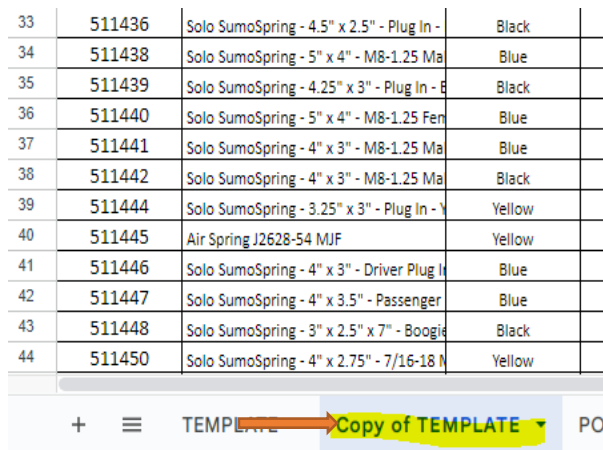 33 511436 Solo SumoSpring - 4.5" x 2.5" - Plug In - Black
34 511438 Solo SumoSpring - 5" x 4" - M8-1.25 Mal Blue
35 511439 Solo SumoSpring - 4.25" x 3" - Plug In - B Black
36 511440 Solo SumoSpring - 5" x 4" - M8-1.25 Fem Blue
37 511441 Solo SumoSpring - 4" x 3" - M8-1.25 Mal Blue
38 511442 Solo SumoSpring - 4" x 3" - M8-1.25 Mal Black
39 511444 Solo SumoSpring - 3.25" x 3" - Plug In - Y Yellow
40 511445 Air Spring J2628-54 MJF Yellow
41 511446 Solo SumoSpring - 4" x 3" - Driver Plug In Blue
42 511447 Solo SumoSpring - 4" x 3.5" - Passenger Blue
43 511448 Solo SumoSpring - 3" x 2.5" x 7" - Boogie Black
44 511450 Solo SumoSpring - 4" x 2.75" - 7/16-18 M Yellow
+ ≡ TEMPLATE Copy of TEMPLATE PO